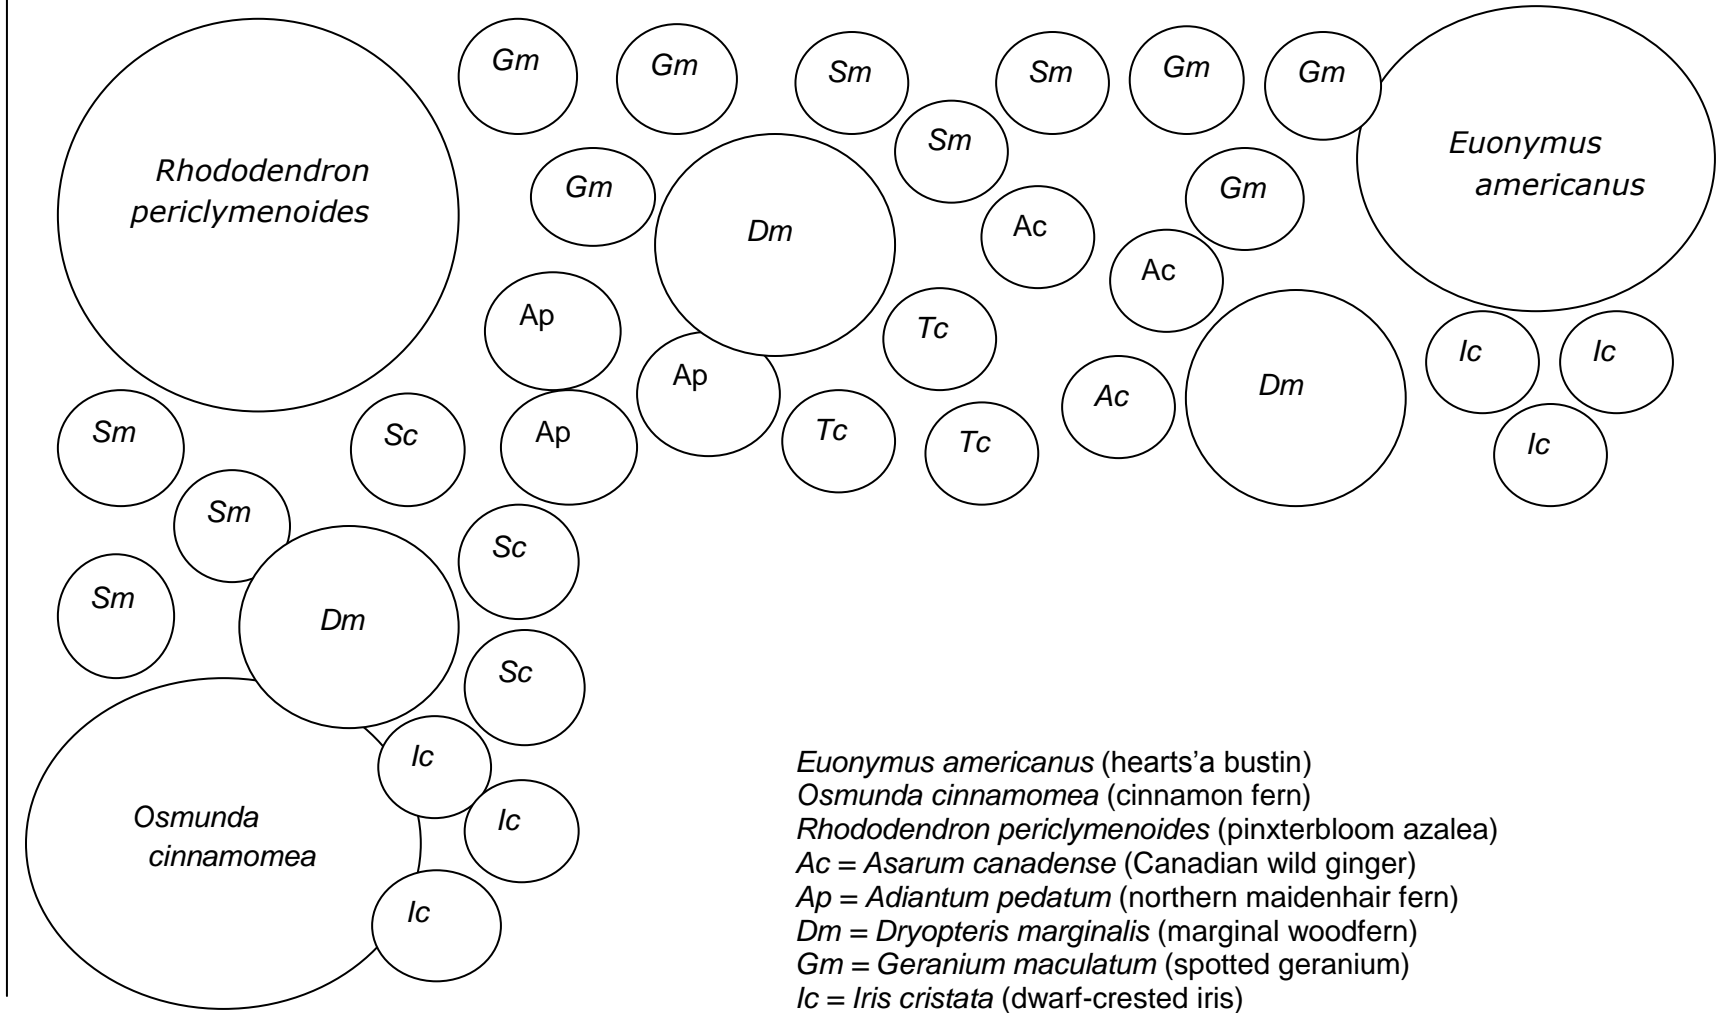 Gm
Gm
Sm
Sm
Gm
Gm
Rhododendron
periclymenoides
Gm
Dm
Sm
Ac
Gm
Ac
Euonymus
americanus
Ap
Ap
Ap
Tc
Tc
Tc
Ac
Dm
Ic
Ic
Ic
Sm
Sc
Sm
Sm
Dm
Sc
Sc
Ic
Ic
Ic
Osmunda
cinnamomea
Euonymus americanus (hearts’a bustin)
Osmunda cinnamomea (cinnamon fern)
Rhododendron periclymenoides (pinxterbloom azalea)
Ac = Asarum canadense (Canadian wild ginger)
Ap = Adiantum pedatum (northern maidenhair fern)
Dm = Dryopteris marginalis (marginal woodfern)
Gm = Geranium maculatum (spotted geranium)
Ic = Iris cristata (dwarf-crested iris)